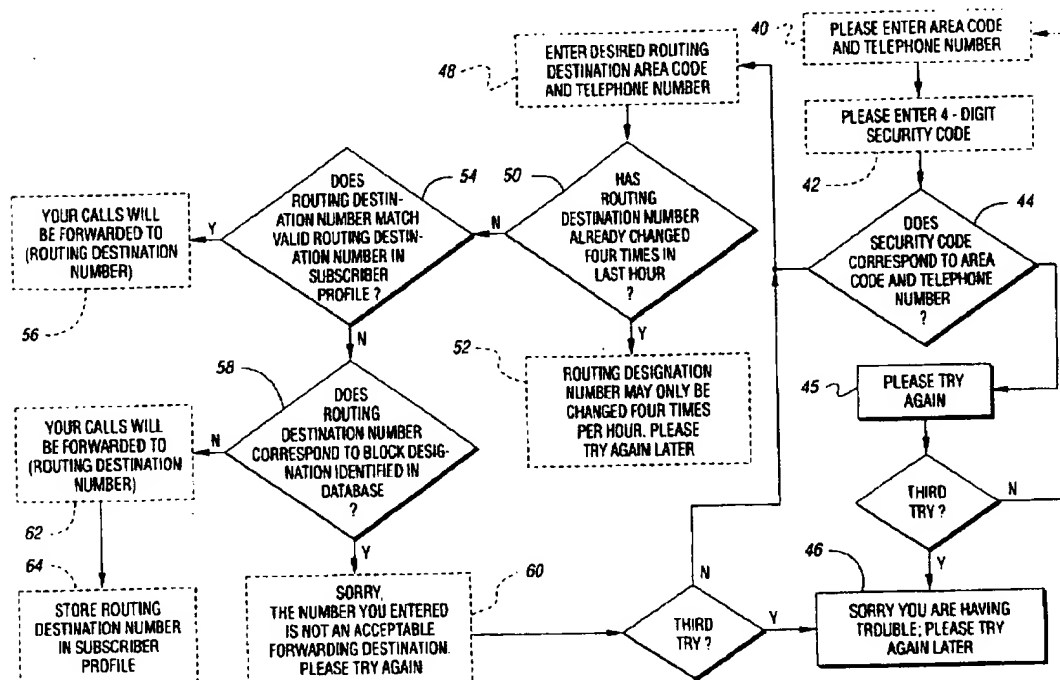 40
PLEASE ENTER AREA CODE
AND TELEPHONE NUMBER
PLEASE ENTER 4 - DIGIT
SECURITY CODE
42
44
DOES
SECURITY CODE
CORRESPOND TO AREA
CODE AND TELEPHONE
NUMBER
?
45
PLEASE TRY
AGAIN
THIRD
TRY ?
N
Y
46
SORRY YOU ARE HAVING
TROUBLE; PLEASE TRY
AGAIN LATER
48
ENTER DESIRED ROUTING
DESTINATION AREA CODE
AND TELEPHONE NUMBER
50
HAS
ROUTING
DESTINATION NUMBER
ALREADY CHANGED
FOUR TIMES IN
LAST HOUR
?
N
Y
52
ROUTING DESIGNATION
NUMBER MAY ONLY BE
CHANGED FOUR TIMES
PER HOUR. PLEASE
TRY AGAIN LATER
54
DOES
ROUTING DESTIN-
ATION NUMBER MATCH
VALID ROUTING DESTIN-
ATION NUMBER IN
SUBSCRIBER
PROFILE ?
Y
N
YOUR CALLS WILL
BE FORWARDED TO
(ROUTING DESTINATION
NUMBER)
56
58
DOES
ROUTING
DESTINATION NUMBER
CORRESPOND TO BLOCK DESIG-
NATION IDENTIFIED IN
DATABASE
?
N
Y
YOUR CALLS WILL
BE FORWARDED TO
(ROUTING DESTINATION
NUMBER)
62
64
STORE ROUTING
DESTINATION NUMBER
IN SUBSCRIBER
PROFILE
60
SORRY,
THE NUMBER YOU ENTERED
IS NOT AN ACCEPTABLE
FORWARDING DESTINATION.
PLEASE TRY AGAIN
THIRD
TRY ?
N
Y